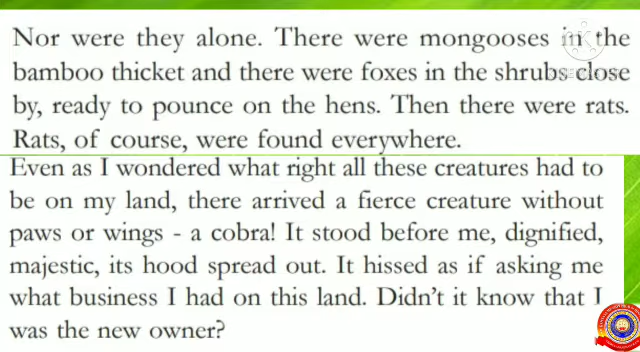 Nor were they alone. There were mongooses in the
bamboo thicket and there were foxes in the shrubs close
by, ready to pounce on the hens. Then there were rats.
Rats, of course, were found everywhere.
Even as I wondered what right all these creatures had to
be on my land, there arrived a fierce creature without
paws or wings - a cobra! It stood before me, dignified,
majestic, its hood spread out. It hissed as if asking me
what business I had on this land. Didn't it know that I
was the new owner?